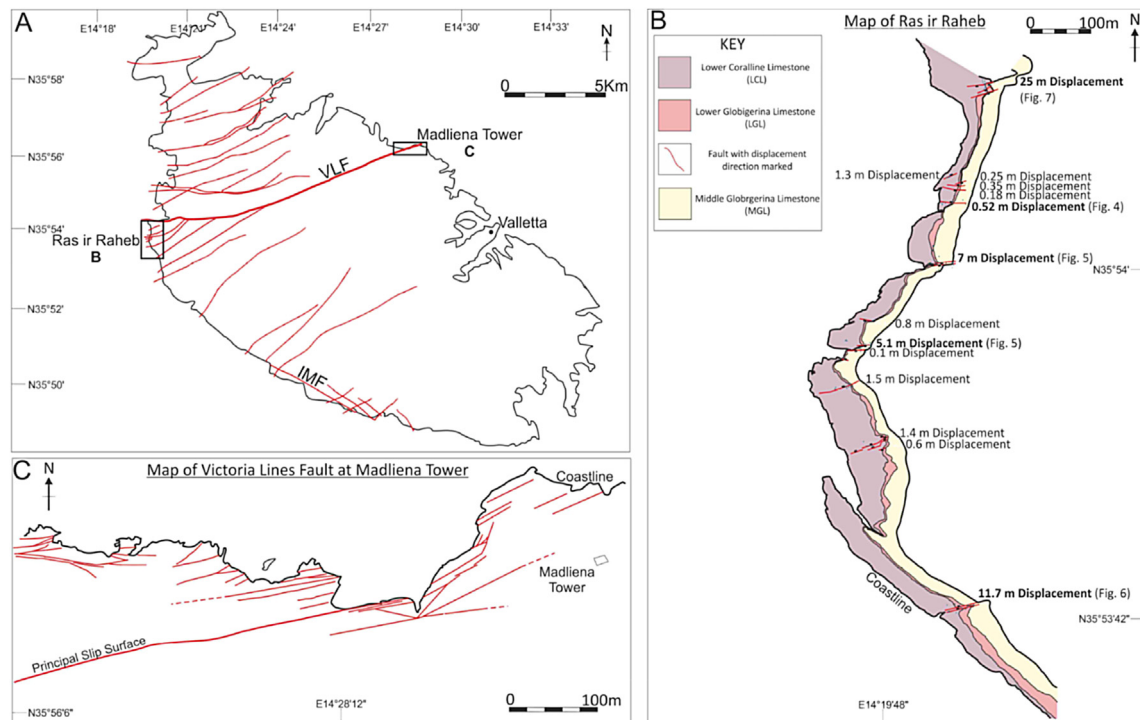 A
E14°18'
E14°24'
E14°27'
E14°30'
E14°33'
N
N35°58'
0
5Km
N35°56'
Madliena Tower
C
VLF
N35°54'
Ras ir Raheb
B
Valletta
N35°52'
N35°50'
IMF
B
Map of Ras ir Raheb
0
100m
N
KEY
Lower Coralline Limestone
(LCL)
Lower Globigerina Limestone
(LGL)
Fault with displacement
direction marked
Middle Globrgerina Limestone
(MGL)
25 m Displacement
(Fig. 7)
1.3 m Displacement
0.25 m Displacement
0.35 m Displacement
0.18 m Displacement
0.52 m Displacement (Fig. 4)
7 m Displacement (Fig. 5)
N35°54'
0.8 m Displacement
5.1 m Displacement (Fig. 5)
0.1 m Displacement
1.5 m Displacement
1.4 m Displacement
0.6 m Displacement
Coastline
11.7 m Displacement (Fig. 6)
N35°53'42"
E14°19'48"
C
N
Map of Victoria Lines Fault at Madliena Tower
Coastline
Madliena
Tower
Principal Slip Surface
0
100m
N35°56'6"
E14°28'12"